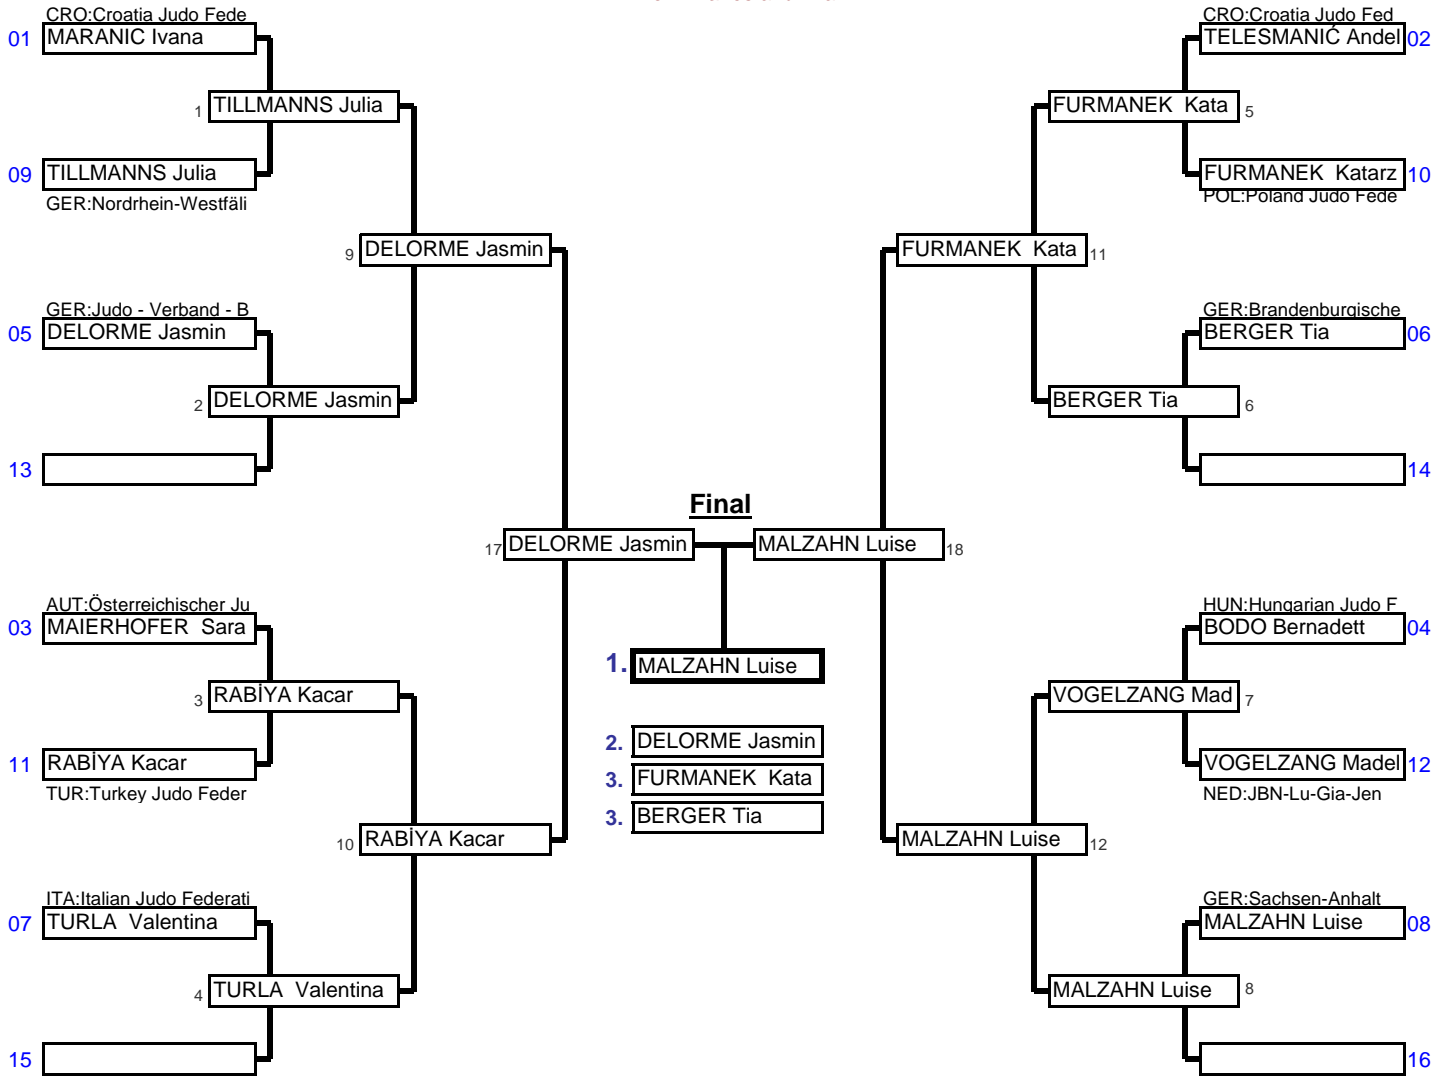 CRO:Croatia Judo Fede
01 MARANIC Ivana
1 TILLMANNS Julia
09 TILLMANNS Julia
GER:Nordrhein-Westfäli
9 DELORME Jasmin
GER:Judo - Verband - B
05 DELORME Jasmin
2 DELORME Jasmin
13
17 DELORME Jasmin
AUT:Österreichischer Ju
03 MAIERHOFER Sara
3 RABİYA Kacar
11 RABİYA Kacar
TUR:Turkey Judo Feder
10 RABİYA Kacar
ITA:Italian Judo Federati
07 TURLA Valentina
4 TURLA Valentina
15
Final
1. MALZAHN Luise
2. DELORME Jasmin
3. FURMANEK Kata
3. BERGER Tia
CRO:Croatia Judo Fed
TELESMANIĆ Andel 02
FURMANEK Kata 5
FURMANEK Katarz 10
POL:Poland Judo Fede
FURMANEK Kata 11
GER:Brandenburgische
BERGER Tia 06
BERGER Tia 6
14
MALZAHN Luise 18
HUN:Hungarian Judo F
BODO Bernadett 04
VOGELZANG Mad 7
VOGELZANG Madel 12
NED:JBN-Lu-Gia-Jen
MALZAHN Luise 12
GER:Sachsen-Anhalt
MALZAHN Luise 08
MALZAHN Luise 8
16